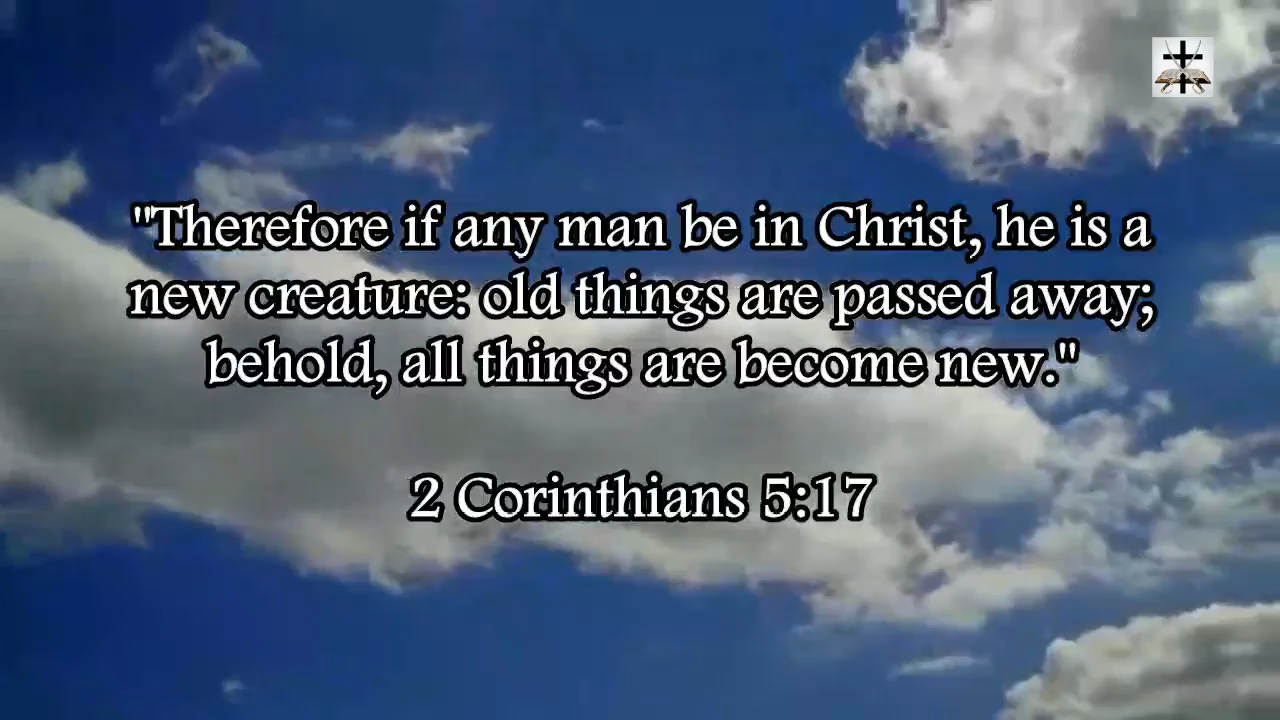 "Therefore if any man be in Christ, he is a
new creature: old things are passed away;
behold, all things are become new."
2 Corinthians 5:17